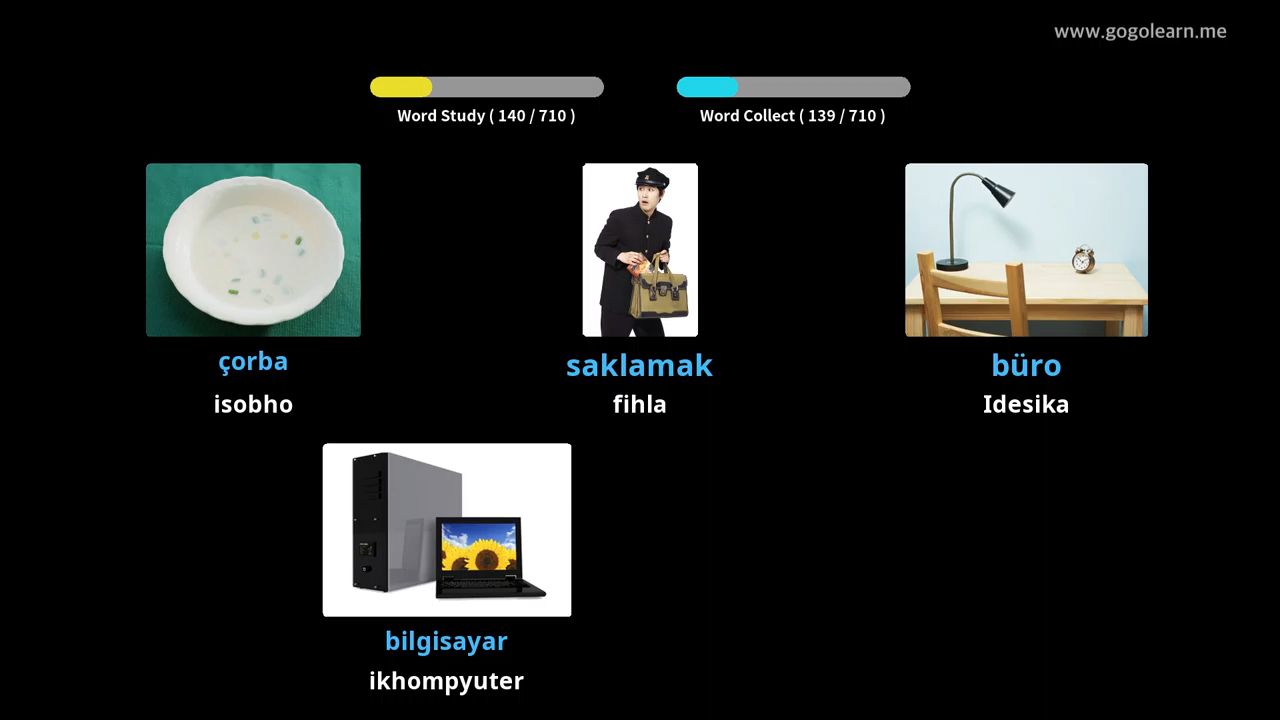 www.gogolearn.me
Word Study ( 140 / 710 )
Word Collect ( 139 / 710 )
çorba
isobho
saklamak
fihla
büro
Idesika
bilgisayar
ikhompyuter